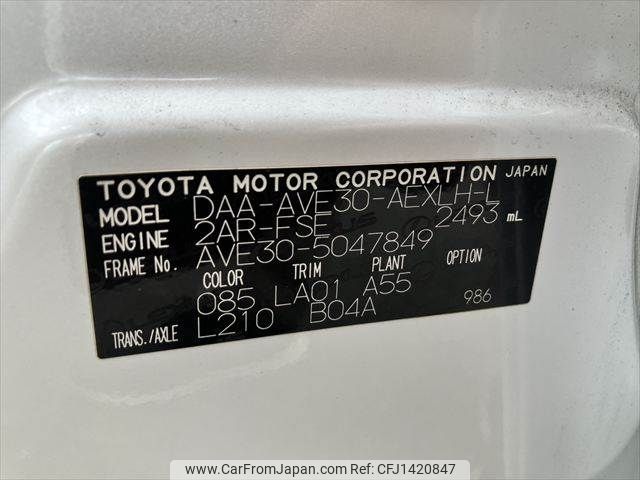 TOYOTA MOTOR CORPORATION JAPAN
MODEL DAA-AVE30-AEXLH-L
ENGINE 2AR-FSE 2493 mL
FRAME No. AVE30-5047849
COLOR TRIM PLANT OPTION
085 LA01 A55
TRANS./AXLE L210 B04A 986
www.CarFromJapan.com - CFJ1420847